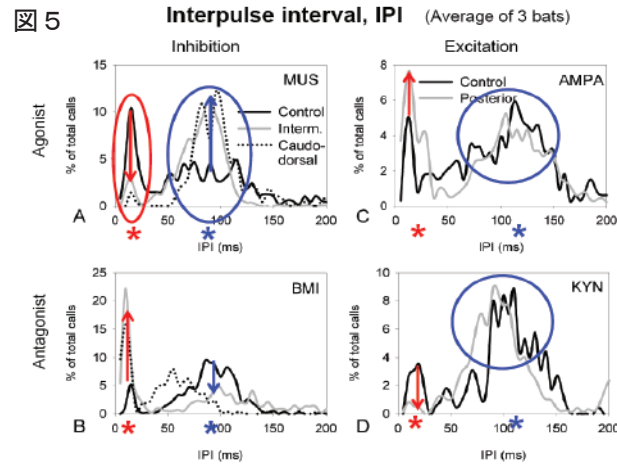 図5
Interpulse interval, IPI (Average of 3 bats)
Inhibition
Excitation
Agonist
Antagonist
MUS
Control
Interm.
Caudo-
dorsal
% of total calls
15
10
5
0
0 50 100 150 200
A
* *
IPI (ms)
AMPA
Control
Posterior
% of total calls
8
6
4
2
0
0 50 100 150 200
C
* *
IPI (ms)
BMI
% of total calls
25
20
15
10
5
0
0 50 100 150 200
B
* *
IPI (ms)
KYN
% of total calls
10
8
6
4
2
0
0 50 100 150 200
D
* *
IPI (ms)